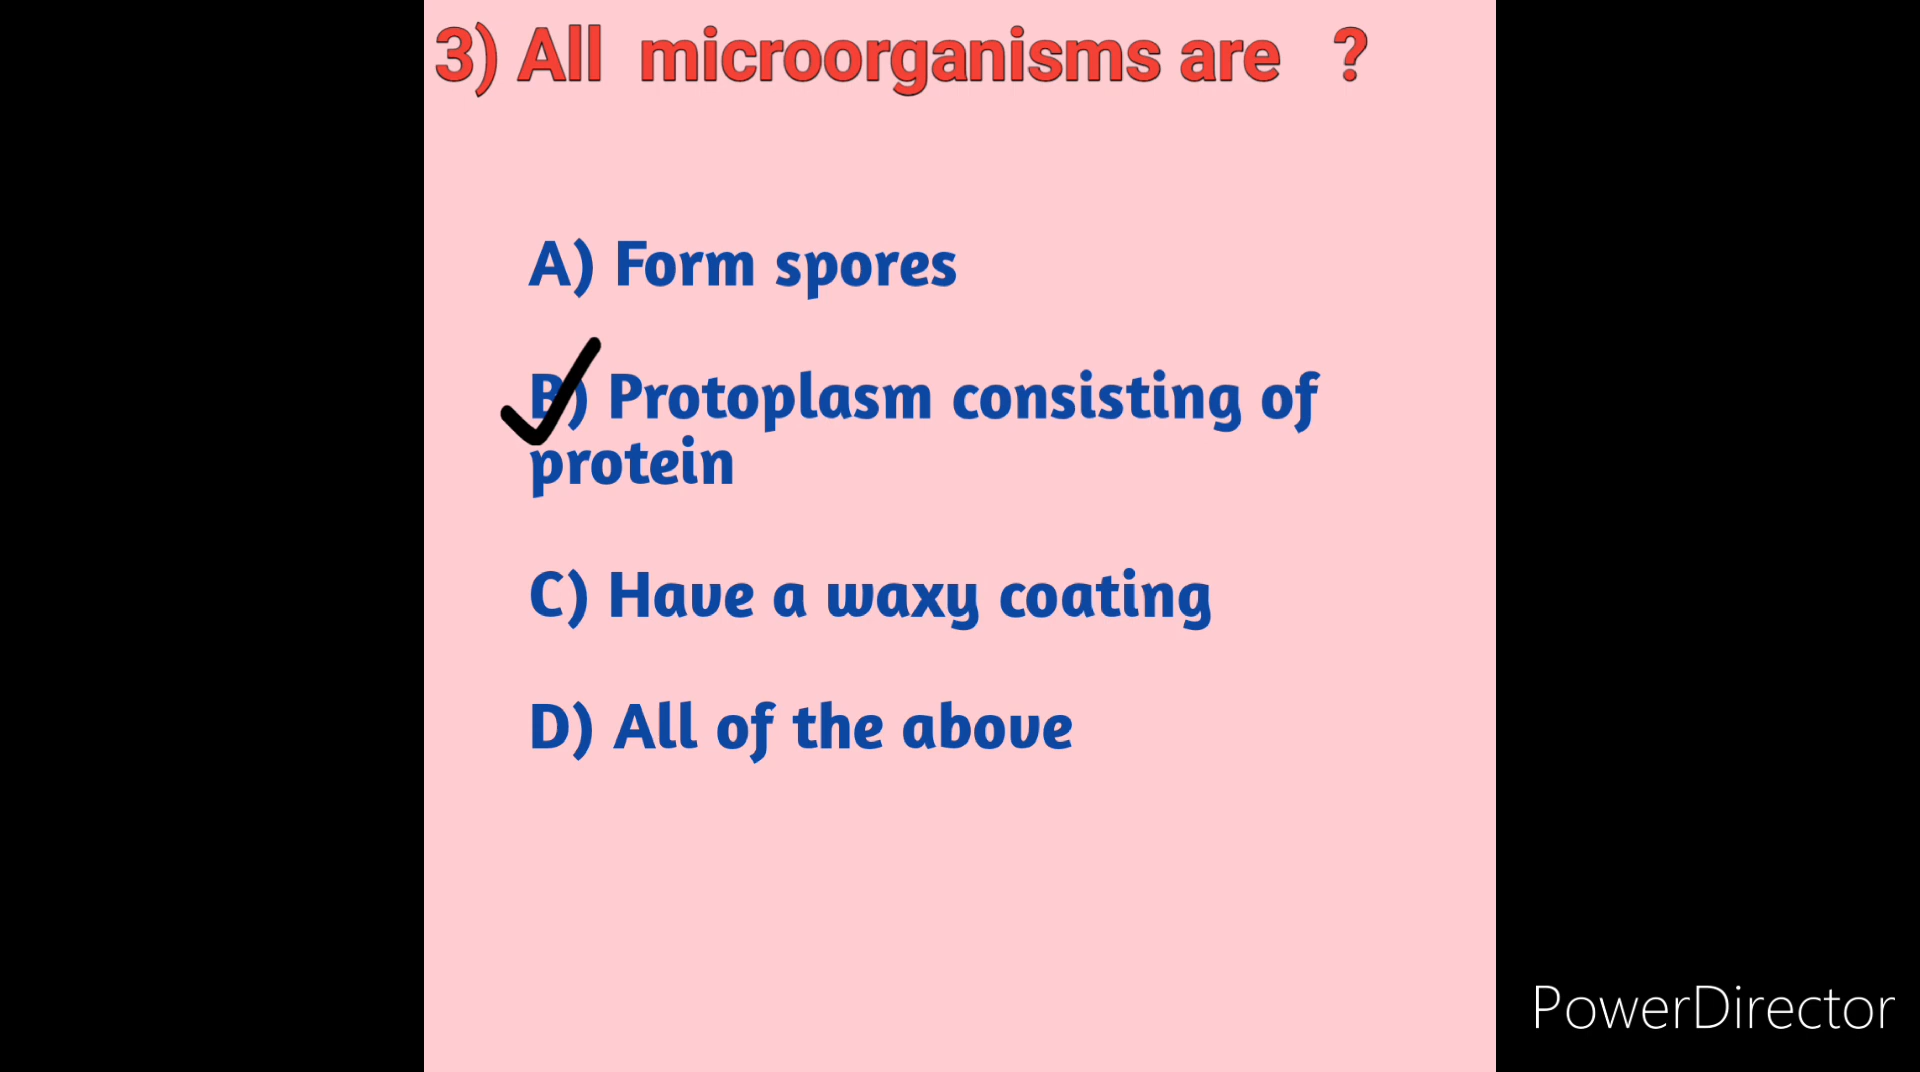 3) All microorganisms are ?
A) Form spores
B) Protoplasm consisting of
protein
C) Have a waxy coating
D) All of the above
PowerDirector